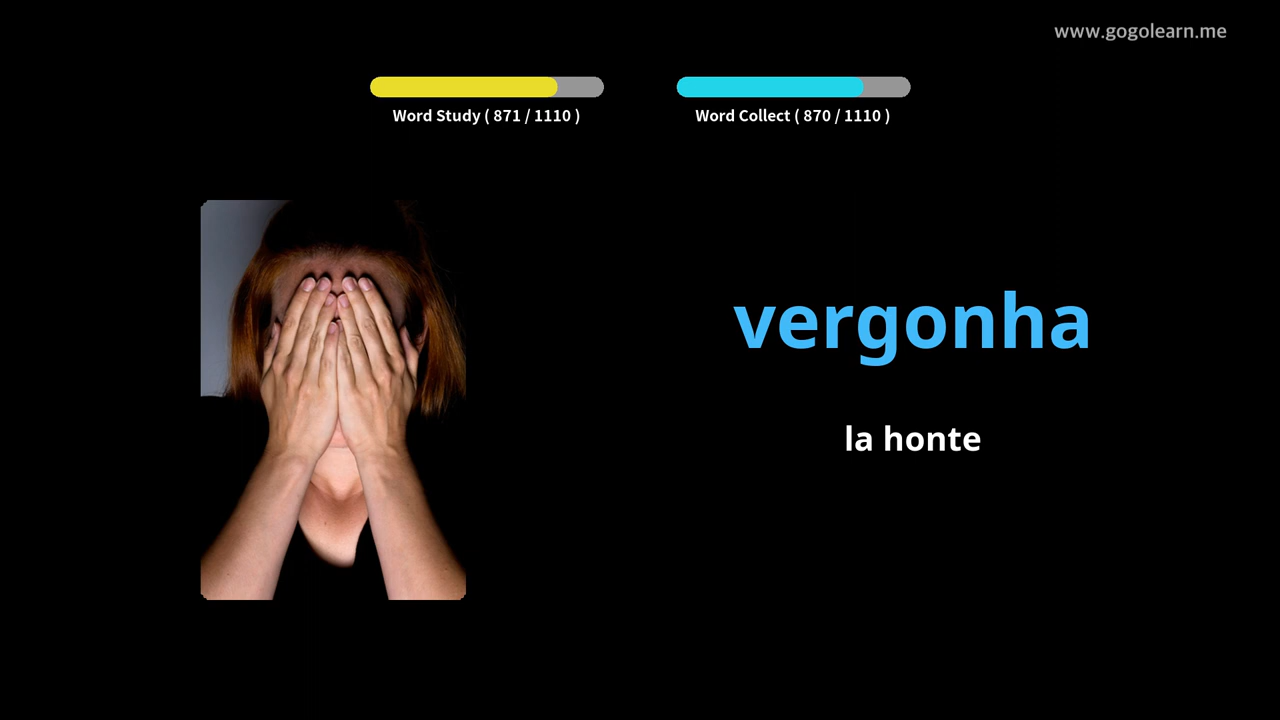 www.gogolearn.me
Word Study ( 871 / 1110 )
Word Collect ( 870 / 1110 )
vergonha
la honte